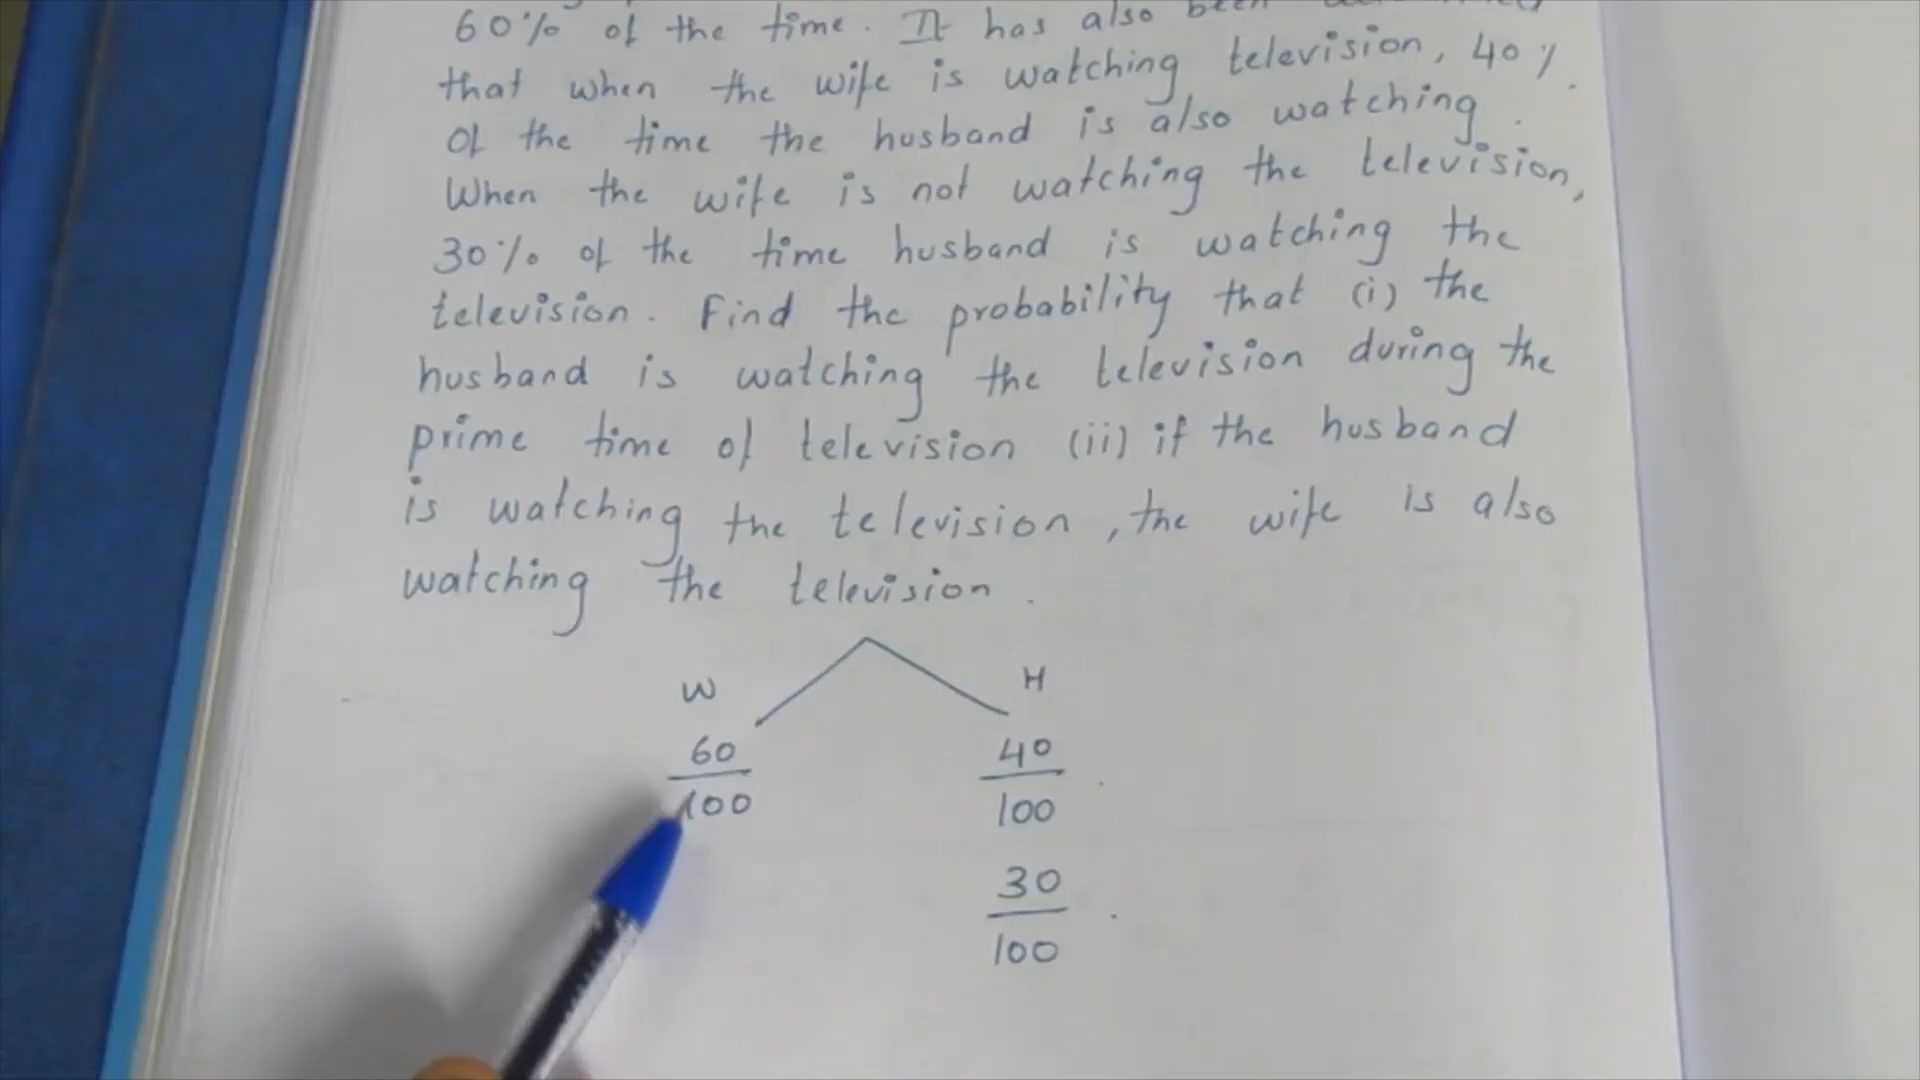 60% of the time. It has also been
that when the wife is watching television, 40%.
of the time the husband is also watching.
When the wife is not watching the television,
30% of the time husband is watching the
television. Find the probability that (i) the
husband is watching the television during the
prime time of television (ii) if the husband
is watching the television, the wife is also
watching the television.
W H
60 40
100 100
30
100